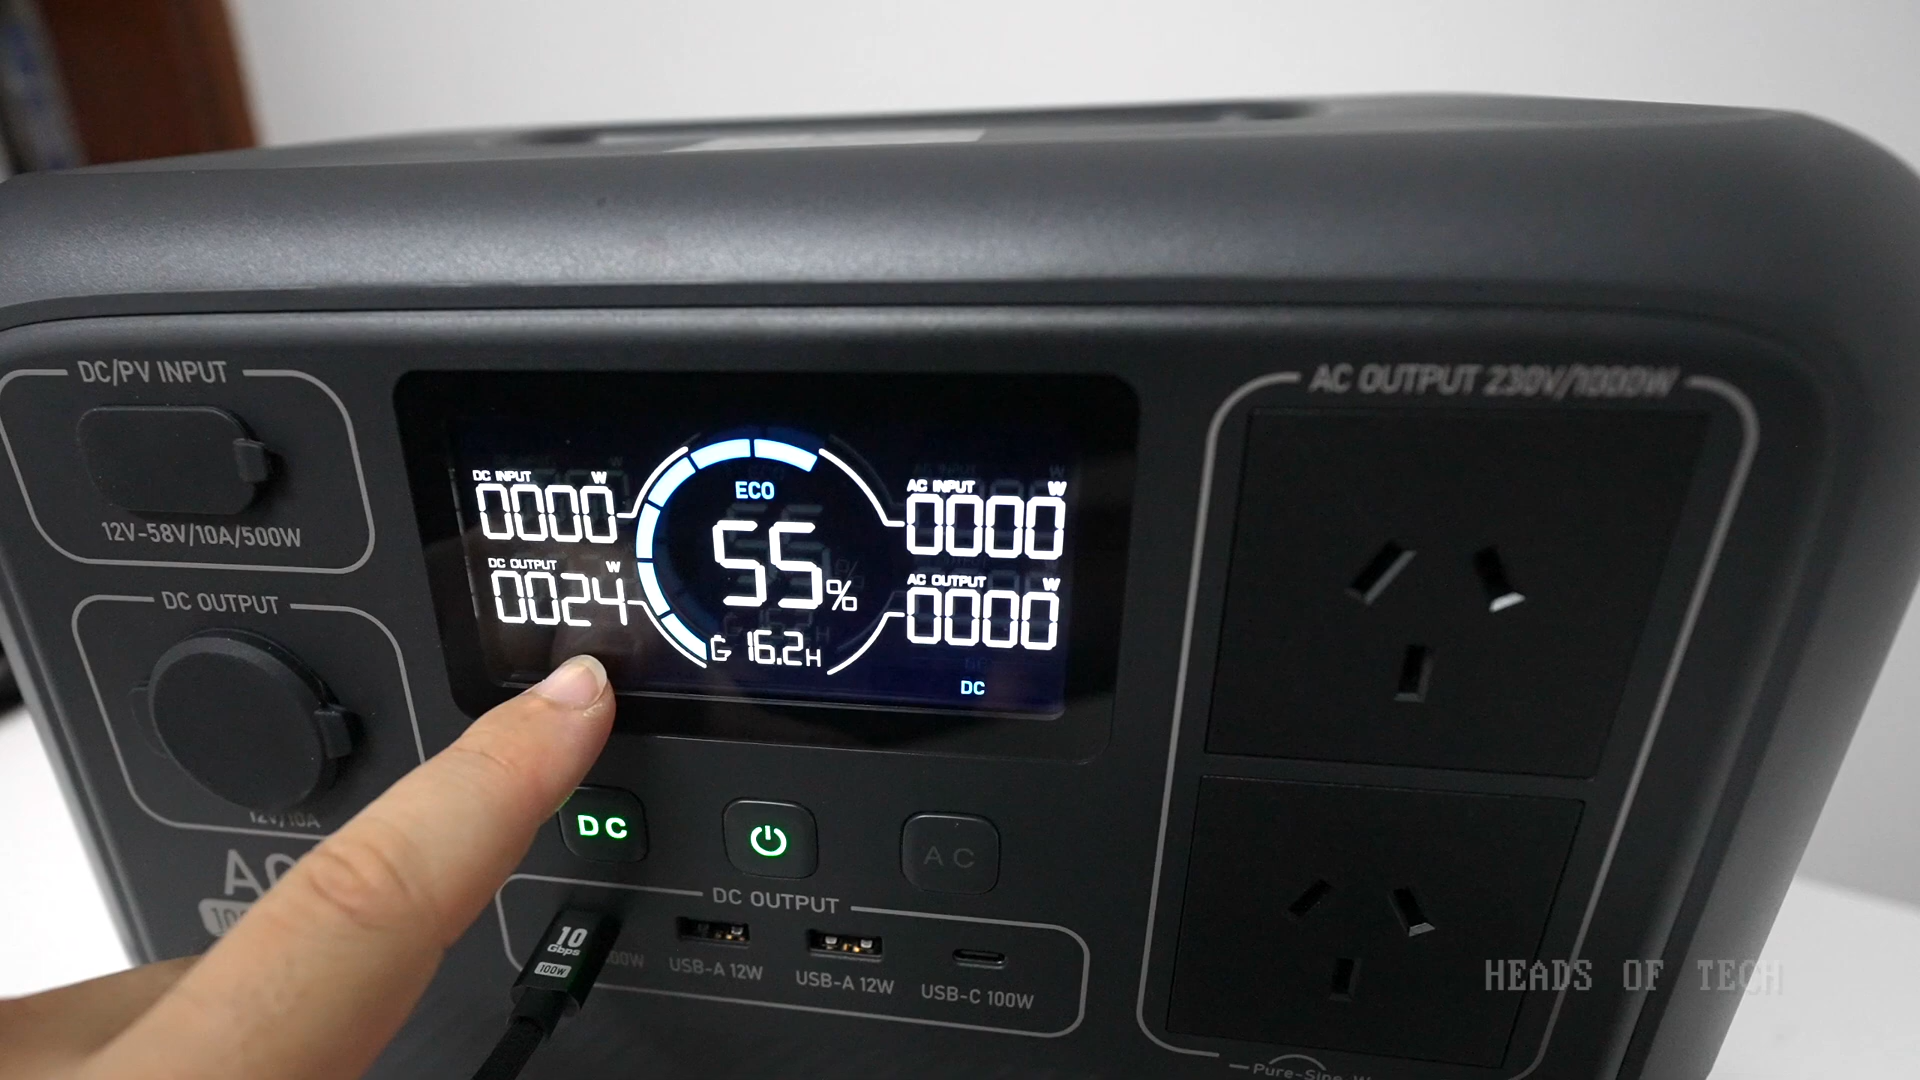 DC/PV INPUT
12V-58V/10A/500W
DC OUTPUT
12V/10A
DC INPUT W
0000
DC OUTPUT W
0024
ECO
55%
16.2H
AC INPUT W
0000
AC OUTPUT W
0000
DC
AC OUTPUT 230V/1000W
DC
AC
DC OUTPUT
10
Gbps
100W
USB-A 12W
USB-A 12W
USB-C 100W
HEADS OF TECH